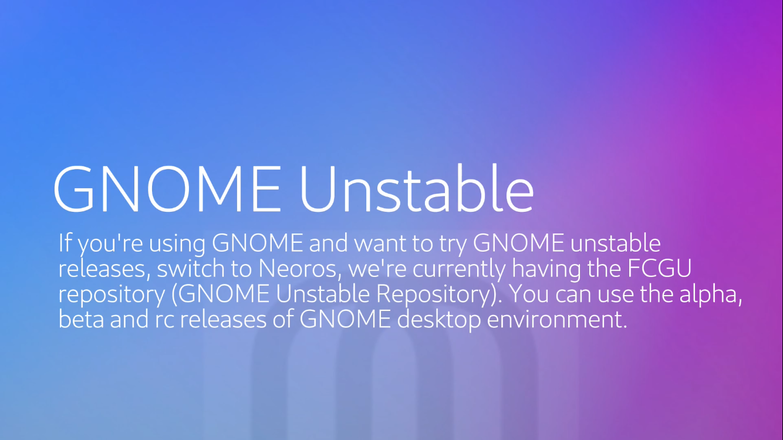 GNOME Unstable
If you're using GNOME and want to try GNOME unstable
releases, switch to Neoros, we're currently having the FCGU
repository (GNOME Unstable Repository). You can use the alpha,
beta and rc releases of GNOME desktop environment.